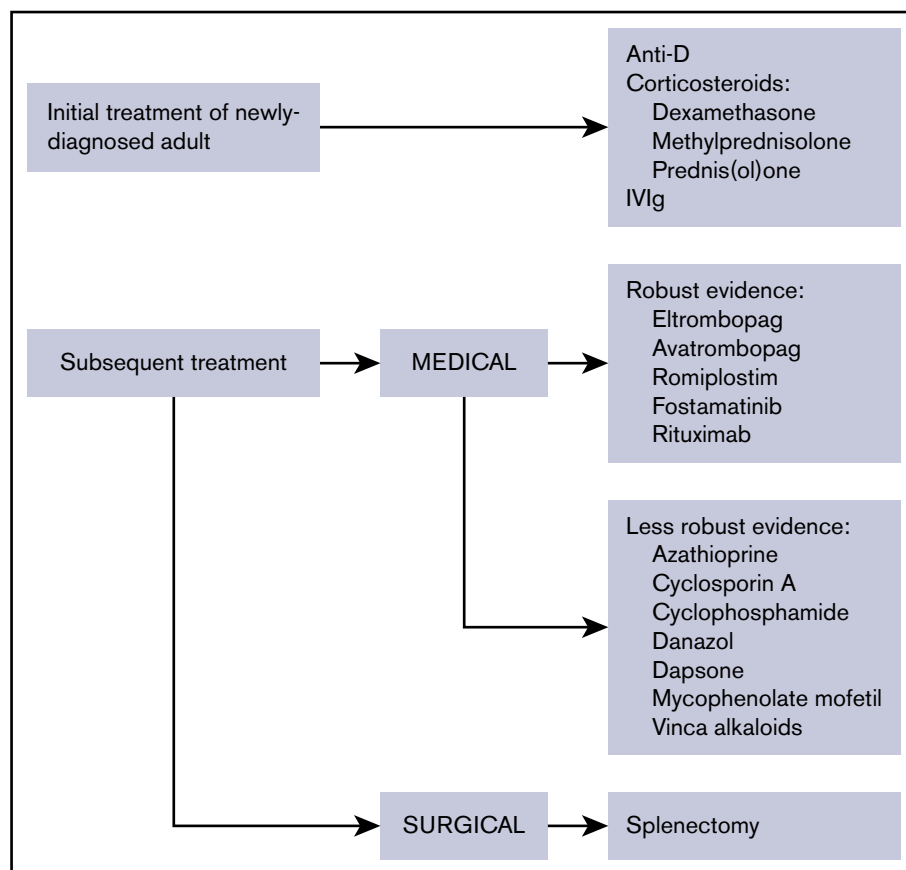 Initial treatment of newly-
diagnosed adult
Anti-D
Corticosteroids:
Dexamethasone
Methylprednisolone
Prednis(ol)one
IVIg
Subsequent treatment
MEDICAL
Robust evidence:
Eltrombopag
Avatrombopag
Romiplostim
Fostamatinib
Rituximab
Less robust evidence:
Azathioprine
Cyclosporin A
Cyclophosphamide
Danazol
Dapsone
Mycophenolate mofetil
Vinca alkaloids
SURGICAL
Splenectomy